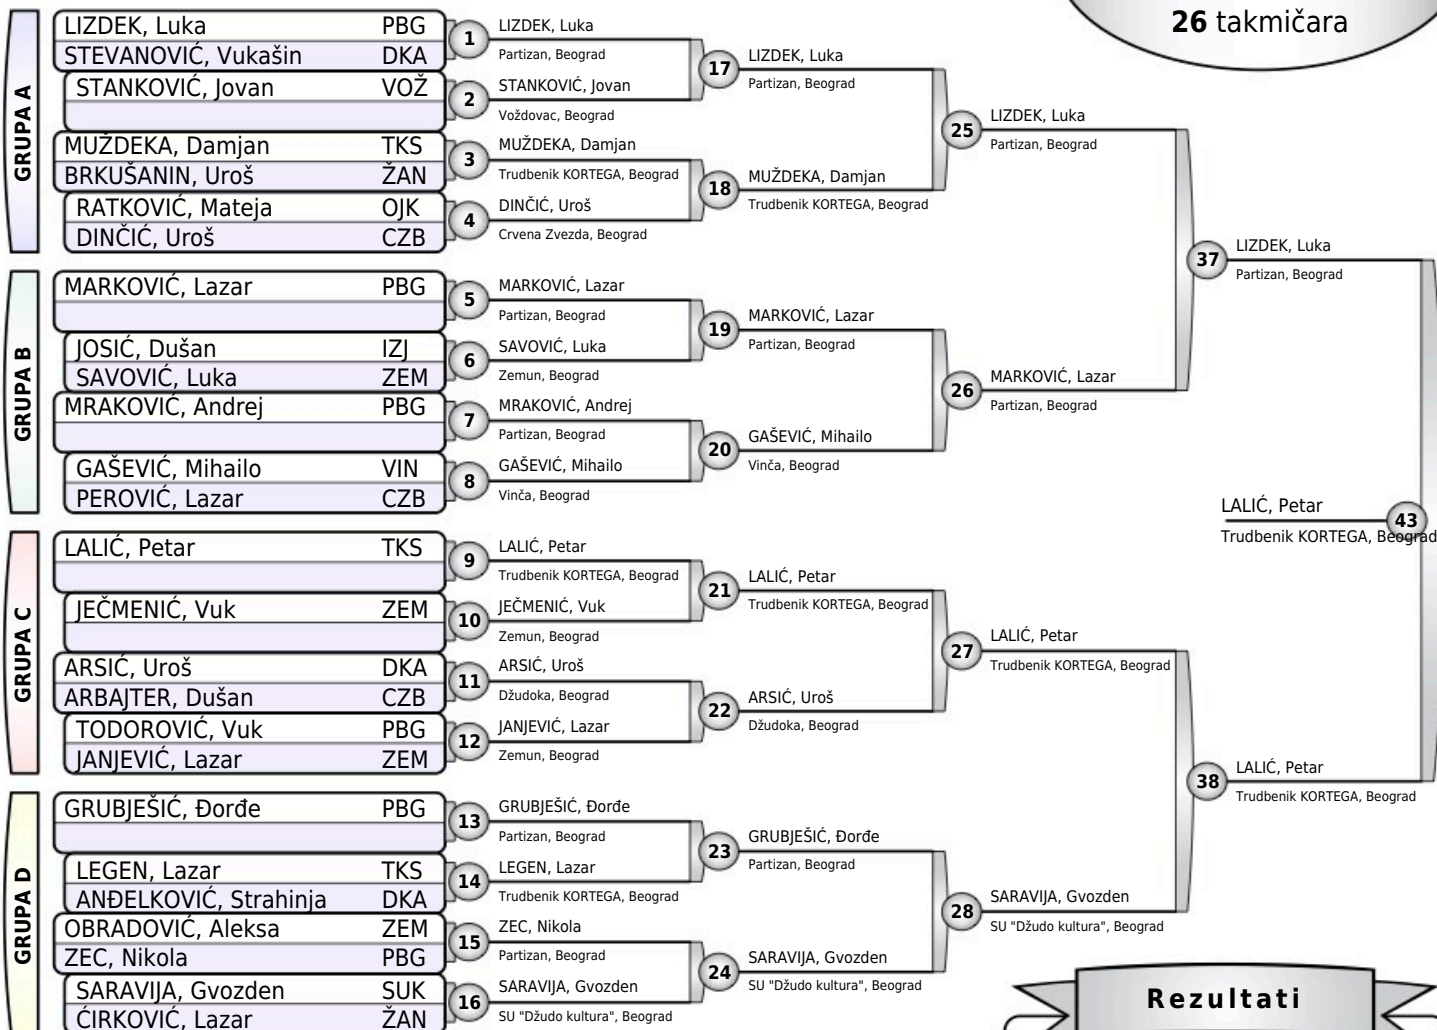 26 takmičara
GRUPA A
LIZDEK, Luka PBG
STEVANOVIĆ, Vukašin DKA
STANKOVIĆ, Jovan VOŽ
MUŽDEKA, Damjan TKS
BRKUŠANIN, Uroš ŽAN
RATKOVIĆ, Mateja OJK
DINČIĆ, Uroš CZB
GRUPA B
MARKOVIĆ, Lazar PBG
JOSIĆ, Dušan IZJ
SAVOVIĆ, Luka ZEM
MRAKOVIĆ, Andrej PBG
GAŠEVIĆ, Mihailo VIN
PEROVIĆ, Lazar CZB
GRUPA C
LALIĆ, Petar TKS
JEČMENIĆ, Vuk ZEM
ARSIĆ, Uroš DKA
ARBAJTER, Dušan CZB
TODOROVIĆ, Vuk PBG
JANJEVIĆ, Lazar ZEM
GRUPA D
GRUBJEŠIĆ, Đorđe PBG
LEGEN, Lazar TKS
ANĐELKOVIĆ, Strahinja DKA
OBRADOVIĆ, Aleksa ZEM
ZEC, Nikola PBG
SARAVIJA, Gvozden SUK
ĆIRKOVIĆ, Lazar ŽAN
1
LIZDEK, Luka
Partizan, Beograd
2
STANKOVIĆ, Jovan
Voždovac, Beograd
3
MUŽDEKA, Damjan
Trudbenik KORTEGA, Beograd
4
DINČIĆ, Uroš
Crvena Zvezda, Beograd
5
MARKOVIĆ, Lazar
Partizan, Beograd
6
SAVOVIĆ, Luka
Zemun, Beograd
7
MRAKOVIĆ, Andrej
Partizan, Beograd
8
GAŠEVIĆ, Mihailo
Vinča, Beograd
9
LALIĆ, Petar
Trudbenik KORTEGA, Beograd
10
JEČMENIĆ, Vuk
Zemun, Beograd
11
ARSIĆ, Uroš
Džudoka, Beograd
12
JANJEVIĆ, Lazar
Zemun, Beograd
13
GRUBJEŠIĆ, Đorđe
Partizan, Beograd
14
LEGEN, Lazar
Trudbenik KORTEGA, Beograd
15
ZEC, Nikola
Partizan, Beograd
16
SARAVIJA, Gvozden
SU "Džudo kultura", Beograd
17
LIZDEK, Luka
Partizan, Beograd
18
MUŽDEKA, Damjan
Trudbenik KORTEGA, Beograd
19
MARKOVIĆ, Lazar
Partizan, Beograd
20
GAŠEVIĆ, Mihailo
Vinča, Beograd
21
LALIĆ, Petar
Trudbenik KORTEGA, Beograd
22
ARSIĆ, Uroš
Džudoka, Beograd
23
GRUBJEŠIĆ, Đorđe
Partizan, Beograd
24
SARAVIJA, Gvozden
SU "Džudo kultura", Beograd
25
LIZDEK, Luka
Partizan, Beograd
26
MARKOVIĆ, Lazar
Partizan, Beograd
27
LALIĆ, Petar
Trudbenik KORTEGA, Beograd
28
SARAVIJA, Gvozden
SU "Džudo kultura", Beograd
37
LIZDEK, Luka
Partizan, Beograd
38
LALIĆ, Petar
Trudbenik KORTEGA, Beograd
LALIĆ, Petar
43
Trudbenik KORTEGA, Beograd
Rezultati